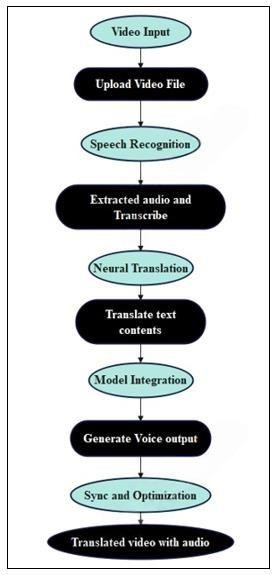 Video Input
Upload Video File
Speech Recognition
Extracted audio and
Transcribe
Neural Translation
Translate text
contents
Model Integration
Generate Voice output
Sync and Optimization
Translated video with audio